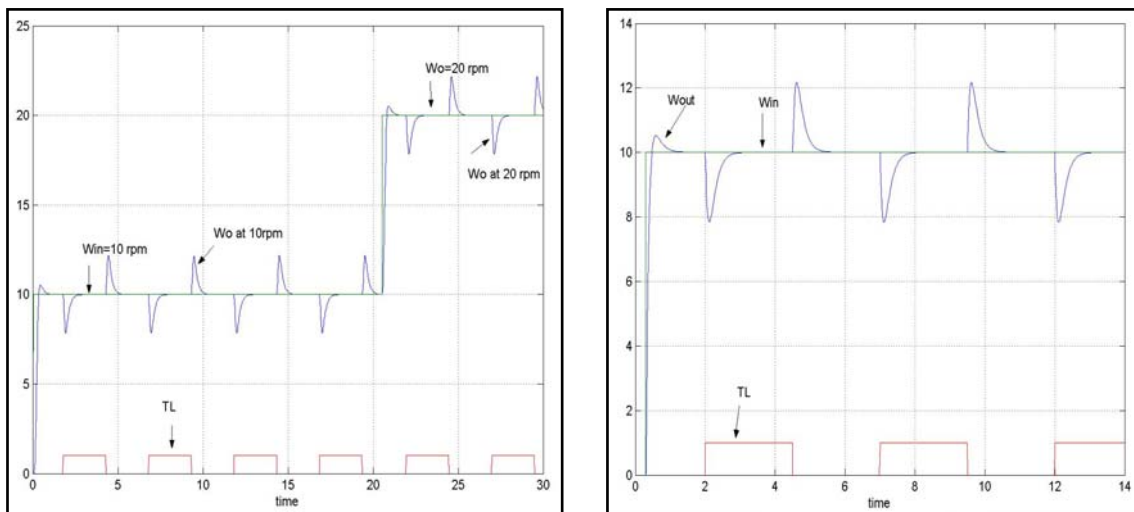 25
20
15
10
5
0
Wo=20 rpm
Wo at 20 rpm
Win=10 rpm
Wo at 10rpm
TL
0 5 10 15 20 25 30
time
14
12
10
8
6
4
2
0
Wout
Win
TL
0 2 4 6 8 10 12 14
time